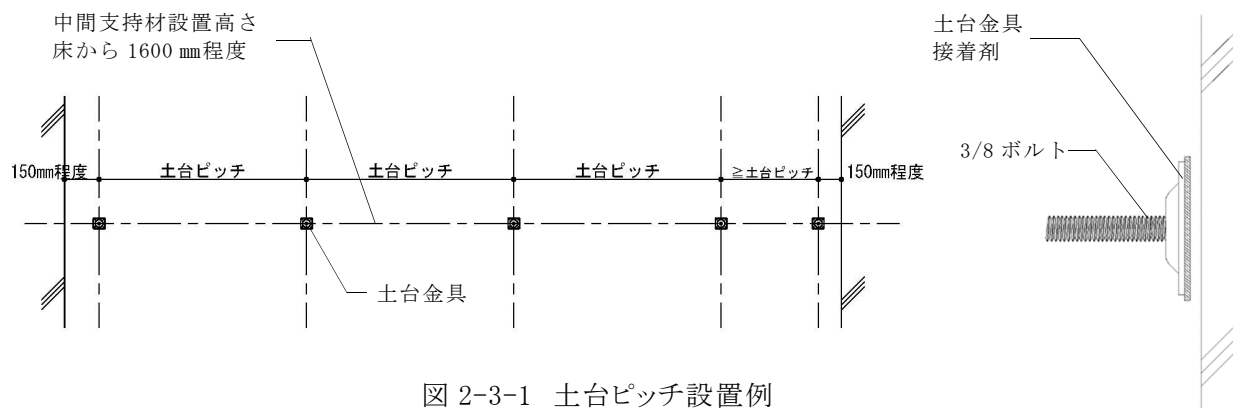 中間支持材設置高さ
床から 1600 ㎜程度
150mm程度
土台ピッチ
土台ピッチ
土台ピッチ
≧土台ピッチ
150mm程度
土台金具
土台金具
接着剤
3/8 ボルト
図 2-3-1 土台ピッチ設置例